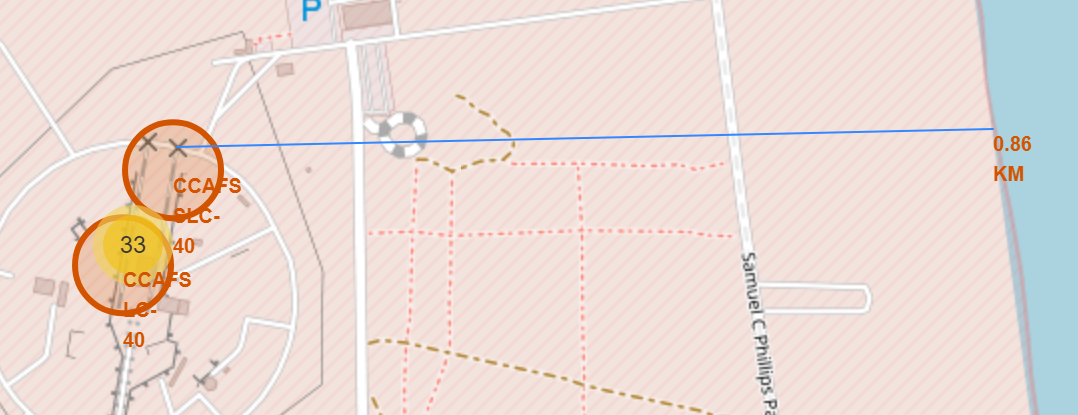 P
0.86
KM
CCAFS
SLC-
40
33
CCAFS
LC-
40
Samuel C Phillips Pa